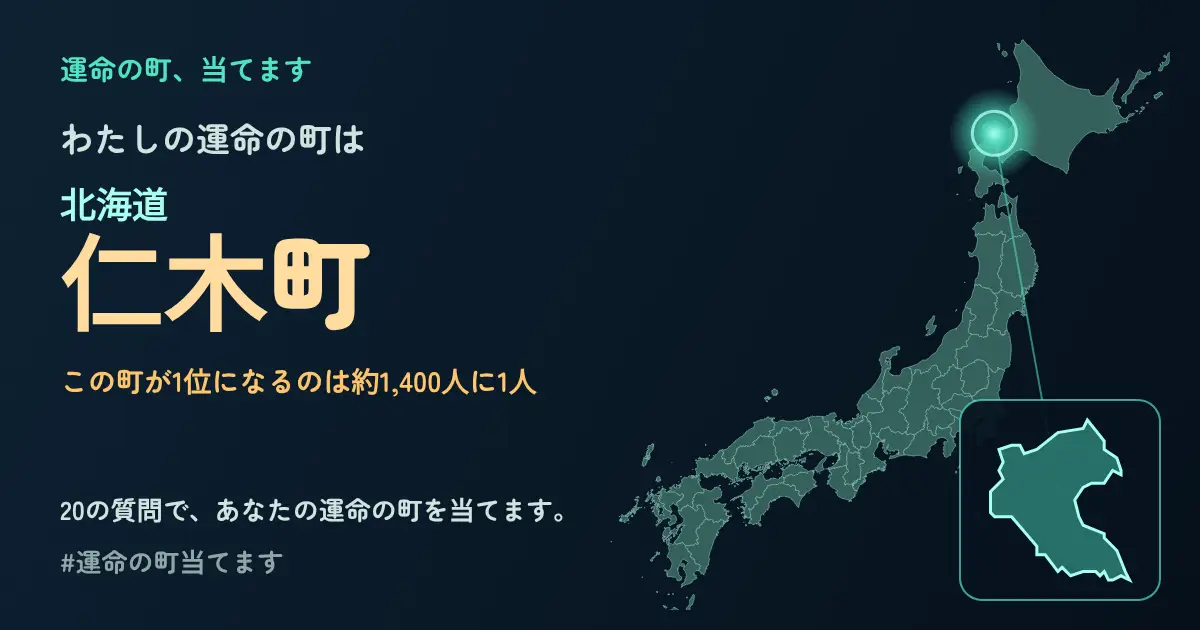 運命の町、当てます
わたしの運命の町は
北海道
仁木町
この町が1位になるのは約1,400人に1人
20の質問で、あなたの運命の町を当てます。
#運命の町当てます